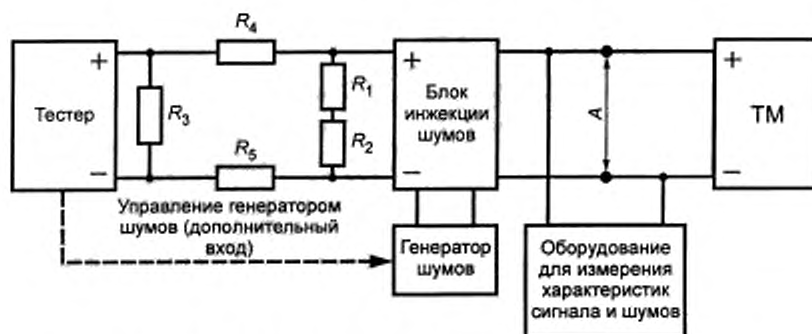 Тестер
+
−
R3
R4
R5
R1
R2
+
−
Блок
инжекции
шумов
A
+
−
ТМ
Управление генератором
шумов (дополнительный
вход)
Генератор
шумов
Оборудование
для измерения
характеристик
сигнала и шумов